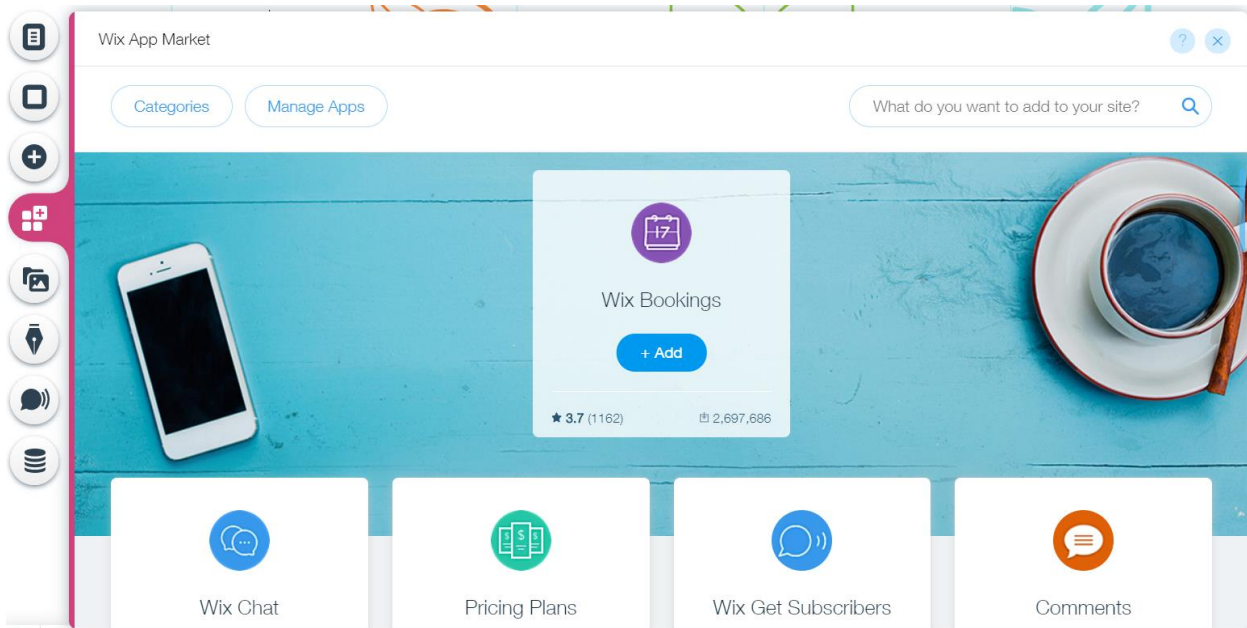 Wix App Market
?
Categories
Manage Apps
What do you want to add to your site?
17
Wix Bookings
+ Add
★ 3.7 (1162)
2,697,686
$ $ $
Wix Chat
Pricing Plans
Wix Get Subscribers
Comments